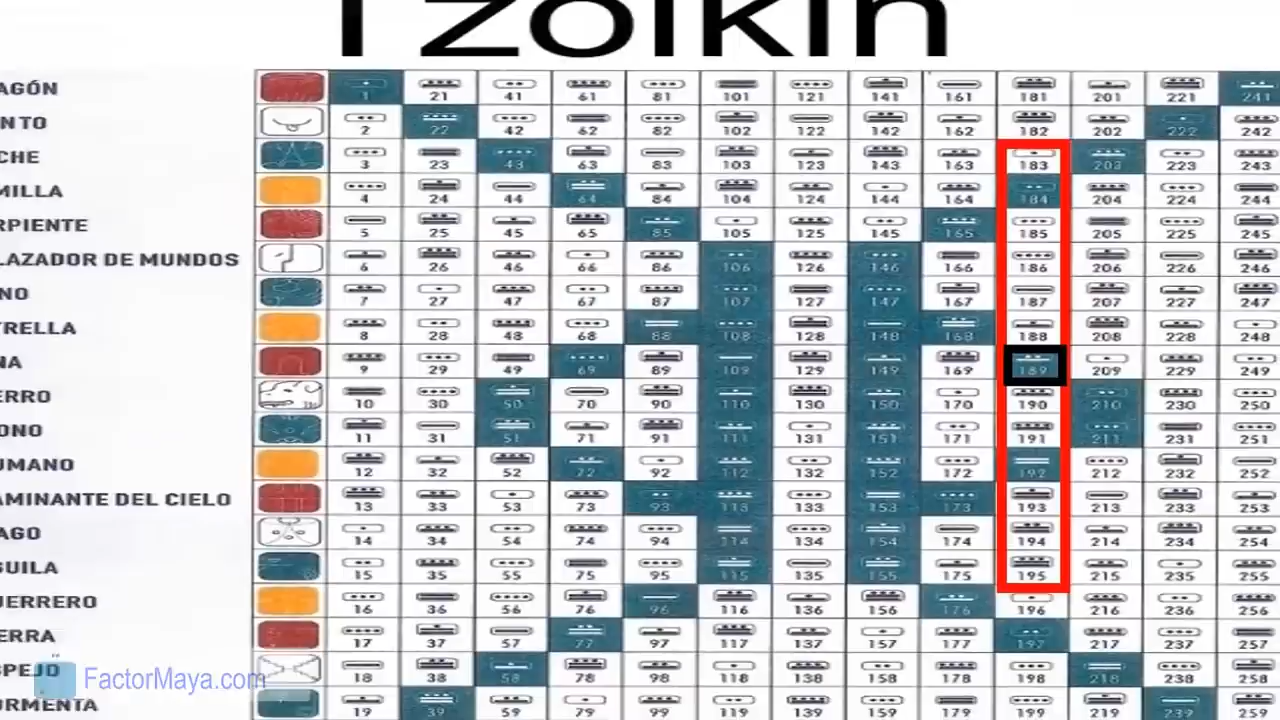 Tzolkin
AGÓN 1 21 41 61 81 101 121 141 161 181 201 221 241
NTO 2 22 42 62 82 102 122 142 162 182 202 222 242
CHE 3 23 43 63 83 103 123 143 163 183 203 223 243
MILLA 4 24 44 64 84 104 124 144 164 184 204 224 244
RPIENTE 5 25 45 65 85 105 125 145 165 185 205 225 245
LAZADOR DE MUNDOS 6 26 46 66 86 106 126 146 166 186 206 226 246
NO 7 27 47 67 87 107 127 147 167 187 207 227 247
TRELLA 8 28 48 68 88 108 128 148 168 188 208 228 248
NA 9 29 49 69 89 109 129 149 169 189 209 229 249
ERRO 10 30 50 70 90 110 130 150 170 190 210 230 250
ONO 11 31 51 71 91 111 131 151 171 191 211 231 251
UMANO 12 32 52 72 92 112 132 152 172 192 212 232 252
AMINANTE DEL CIELO 13 33 53 73 93 113 133 153 173 193 213 233 253
AGO 14 34 54 74 94 114 134 154 174 194 214 234 254
GUILA 15 35 55 75 95 115 135 155 175 195 215 235 255
UERRERO 16 36 56 76 96 116 136 156 176 196 216 236 256
ERRA 17 37 57 77 97 117 137 157 177 197 217 237 257
SPEJO 18 38 58 78 98 118 138 158 178 198 218 238 258
FactorMaya.com
ORMENTA 19 39 59 79 99 119 139 159 179 199 219 239 259